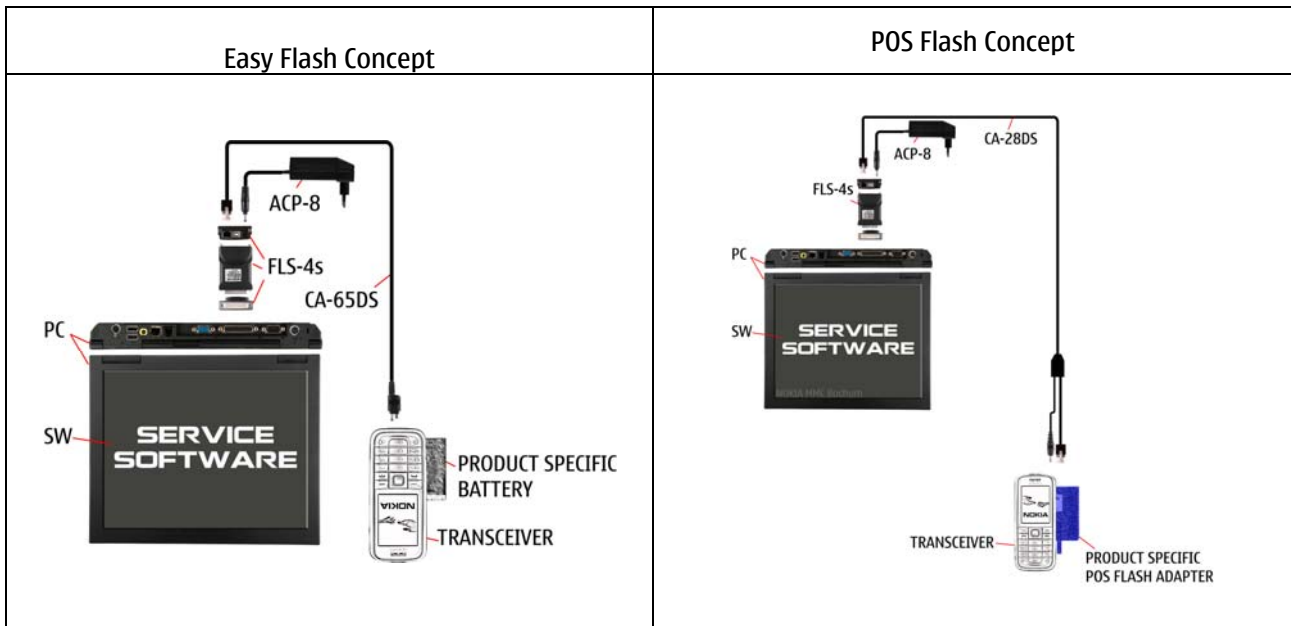 Easy Flash Concept
POS Flash Concept
ACP-8
FLS-4s
CA-65DS
PC
SW
SERVICE
SOFTWARE
NOKIA
PRODUCT SPECIFIC
BATTERY
TRANSCEIVER
CA-28DS
ACP-8
FLS-4s
PC
SW
SERVICE
SOFTWARE
NOKIA
TRANSCEIVER
PRODUCT SPECIFIC
POS FLASH ADAPTER